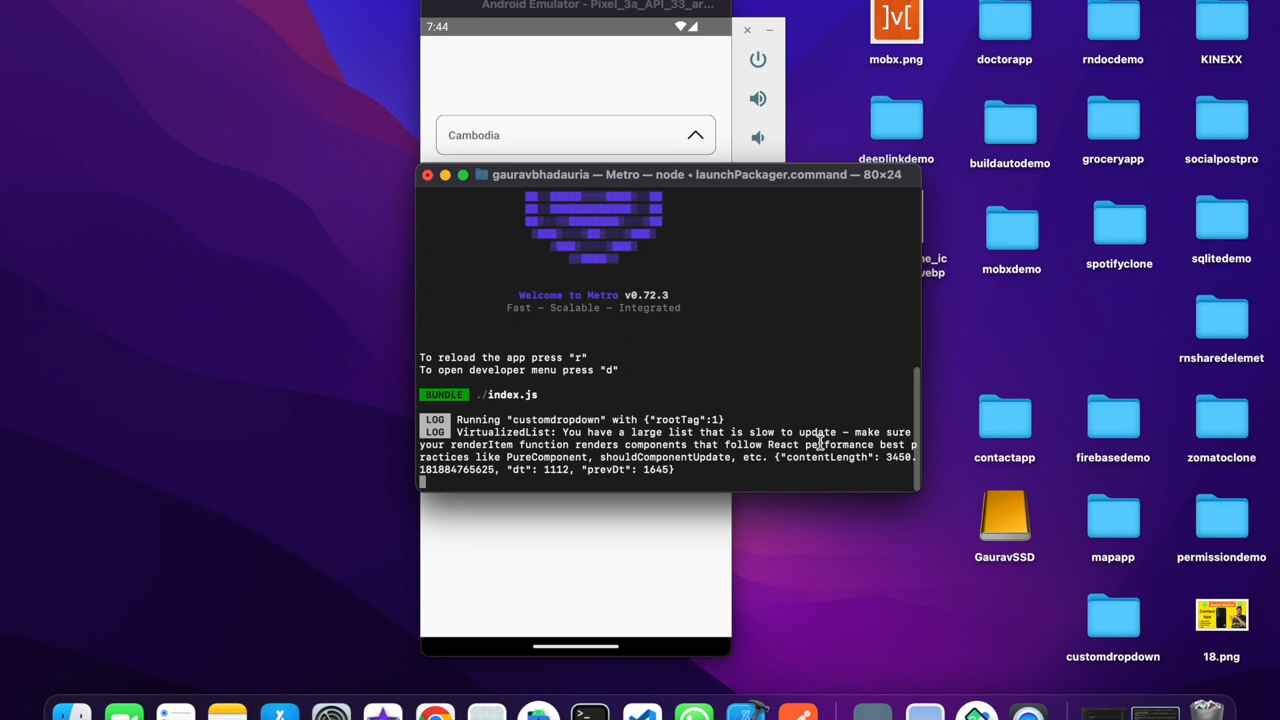 Android Emulator - Pixel_3a_API_33_ar...
7:44
Cambodia
gauravbhadauria — Metro — node ◂ launchPackager.command — 80×24
Welcome to Metro v0.72.3
Fast - Scalable - Integrated
To reload the app press "r"
To open developer menu press "d"
BUNDLE ./index.js
LOG Running "customdropdown" with {"rootTag":1}
LOG VirtualizedList: You have a large list that is slow to update - make sure
your renderItem function renders components that follow React performance best p
ractices like PureComponent, shouldComponentUpdate, etc. {"contentLength": 3450.
181884765625, "dt": 1112, "prevDt": 1645}
]v[
mobx.png
doctorapp
rndocdemo
KINEXX
deeplinkdemo
buildautodemo
groceryapp
socialpostpro
ne_ic
webp
mobxdemo
spotifyclone
sqlitedemo
rnsharedelemet
contactapp
firebasedemo
zomatoclone
GauravSSD
mapapp
permissiondemo
customdropdown
18.png